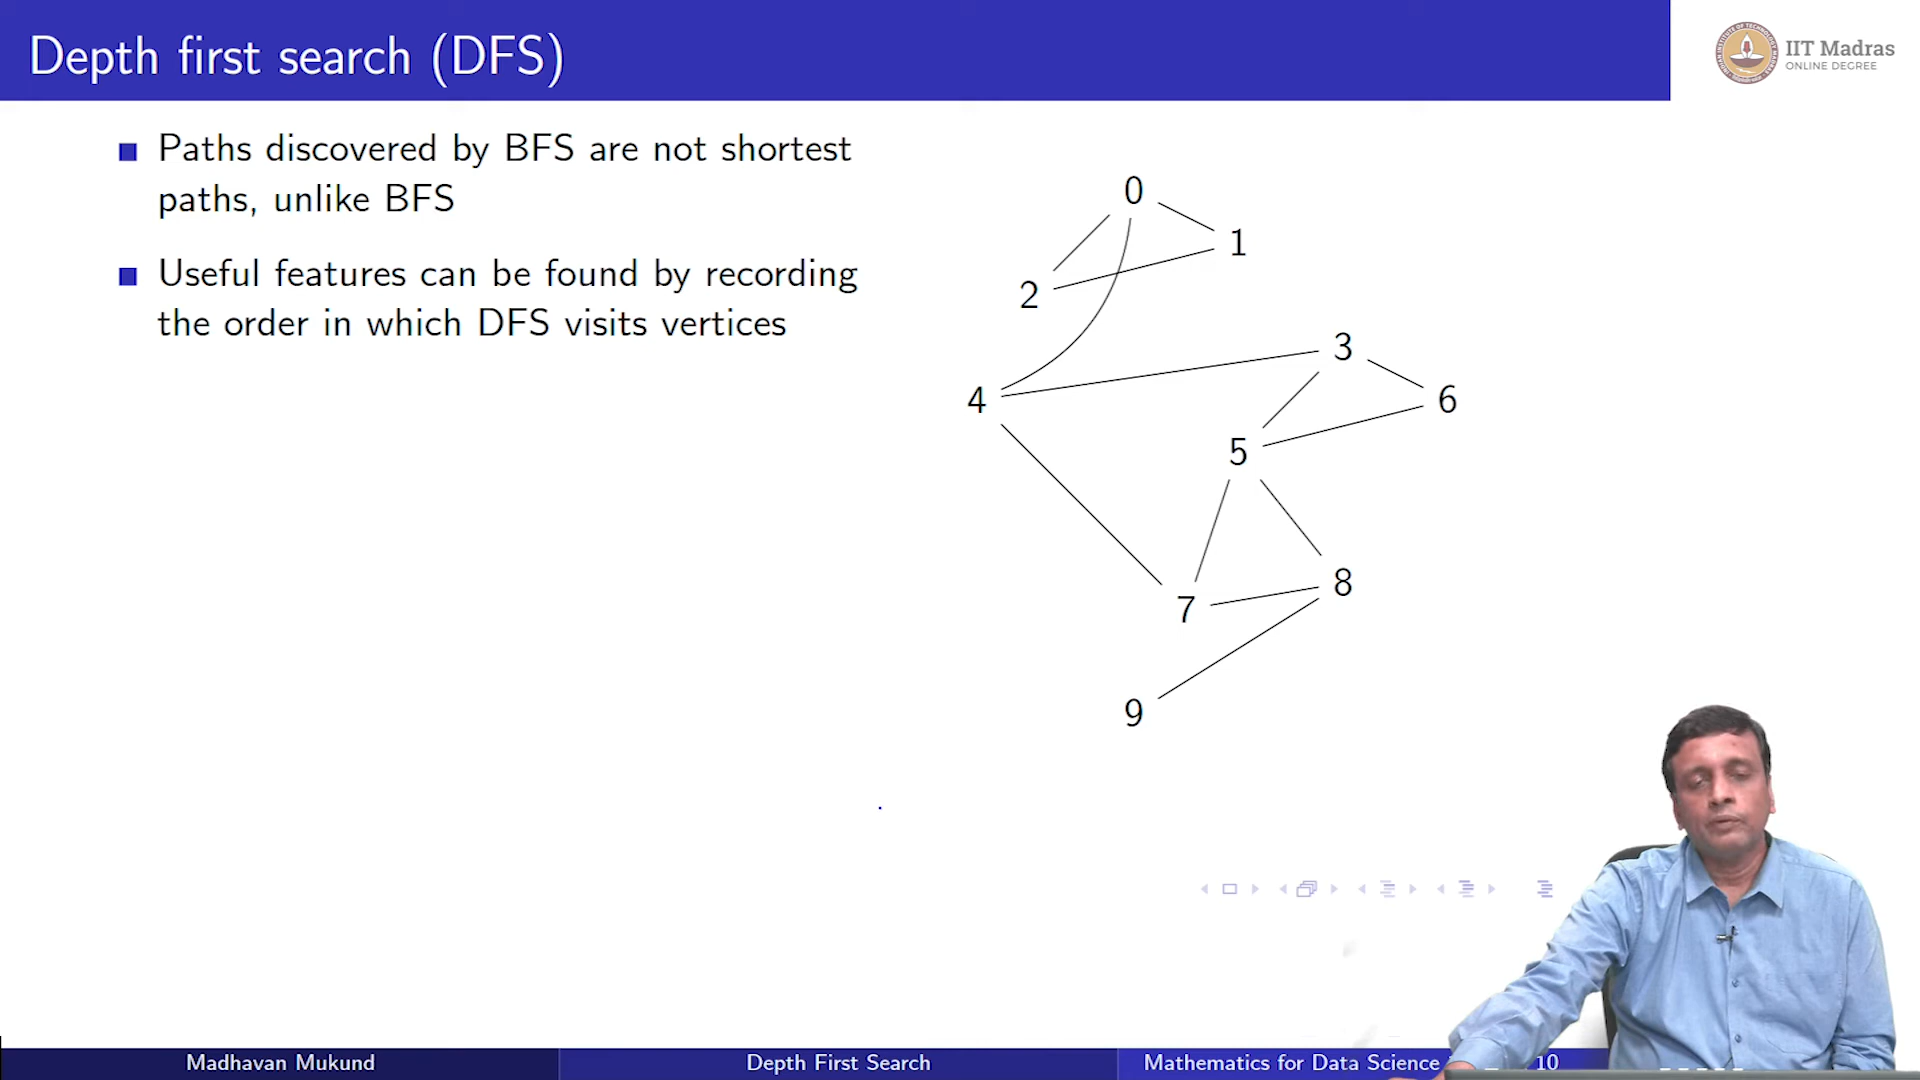 Depth first search (DFS)
IIT Madras
ONLINE DEGREE
Paths discovered by BFS are not shortest
paths, unlike BFS
Useful features can be found by recording
the order in which DFS visits vertices
0
1
2
3
4
6
5
8
7
9
Madhavan Mukund
Depth First Search
Mathematics for Data Science
10